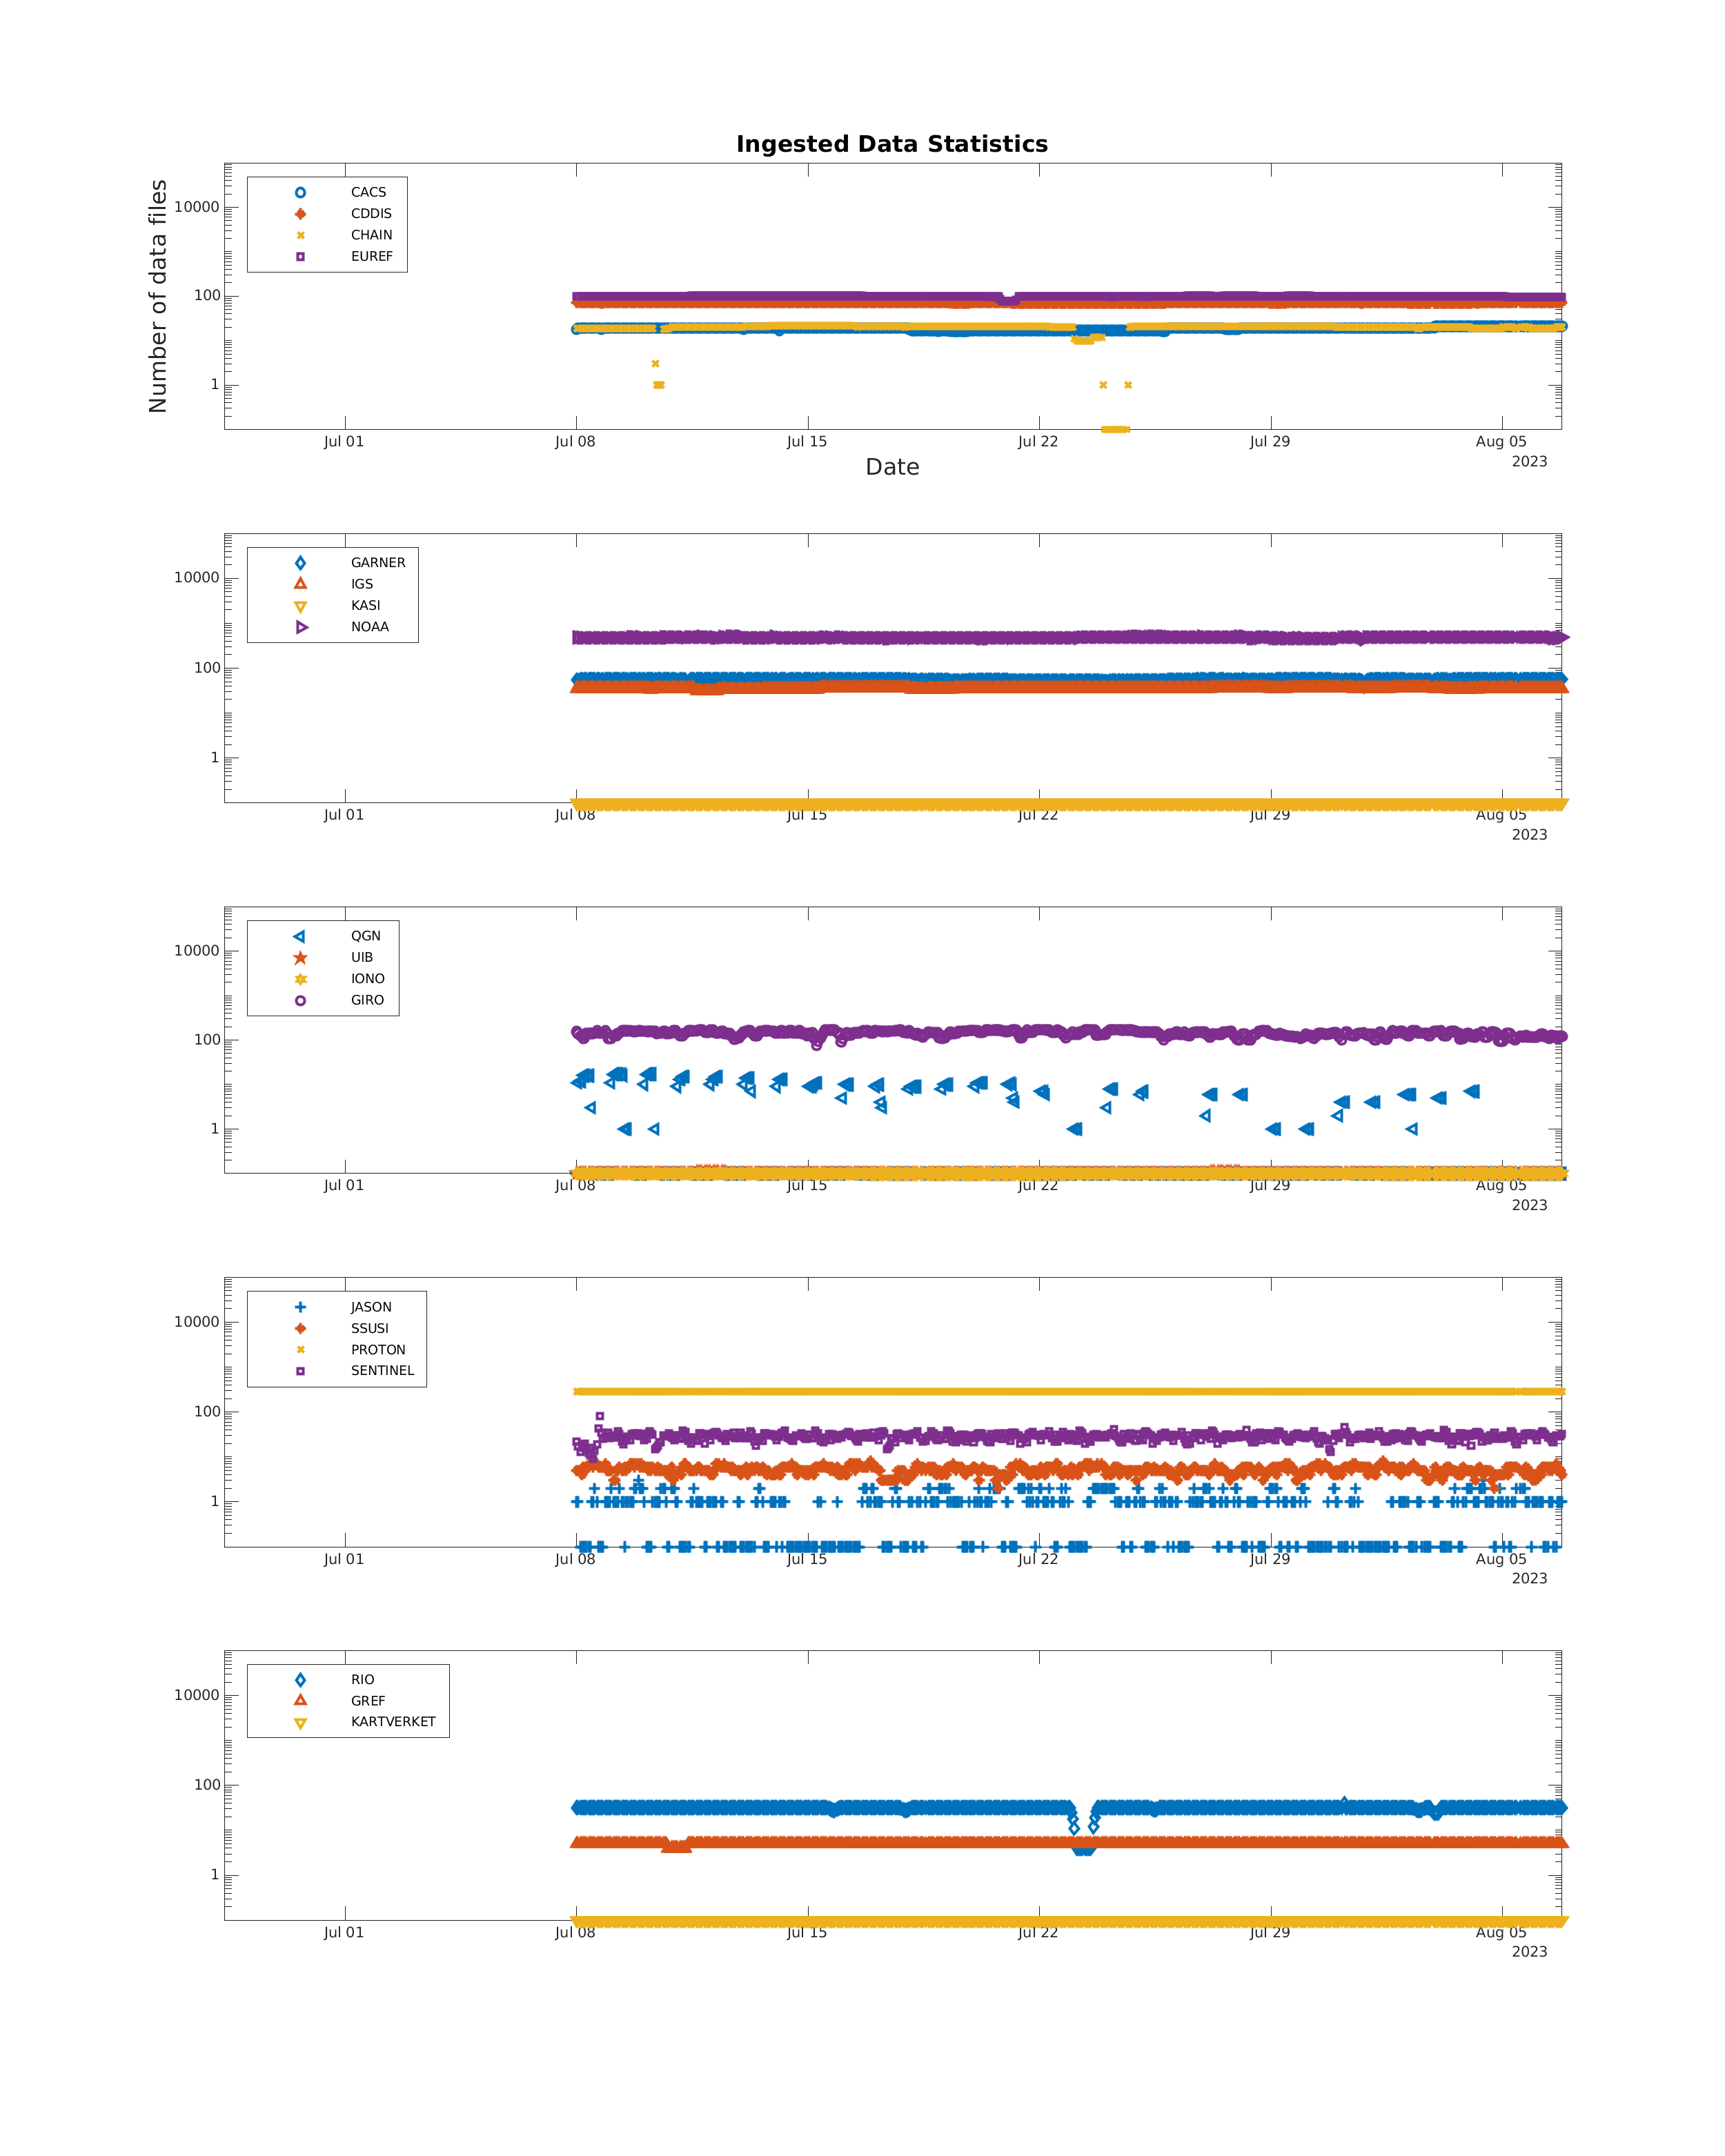 Ingested Data Statistics
Number of data files
10000
100
1
CACS
CDDIS
CHAIN
EUREF
Jul 01 Jul 08 Jul 15 Jul 22 Jul 29 Aug 05
2023
Date
10000
100
1
GARNER
IGS
KASI
NOAA
Jul 01 Jul 08 Jul 15 Jul 22 Jul 29 Aug 05
2023
10000
100
1
QGN
UIB
IONO
GIRO
Jul 01 Jul 08 Jul 15 Jul 22 Jul 29 Aug 05
2023
10000
100
1
JASON
SSUSI
PROTON
SENTINEL
Jul 01 Jul 08 Jul 15 Jul 22 Jul 29 Aug 05
2023
10000
100
1
RIO
GREF
KARTVERKET
Jul 01 Jul 08 Jul 15 Jul 22 Jul 29 Aug 05
2023